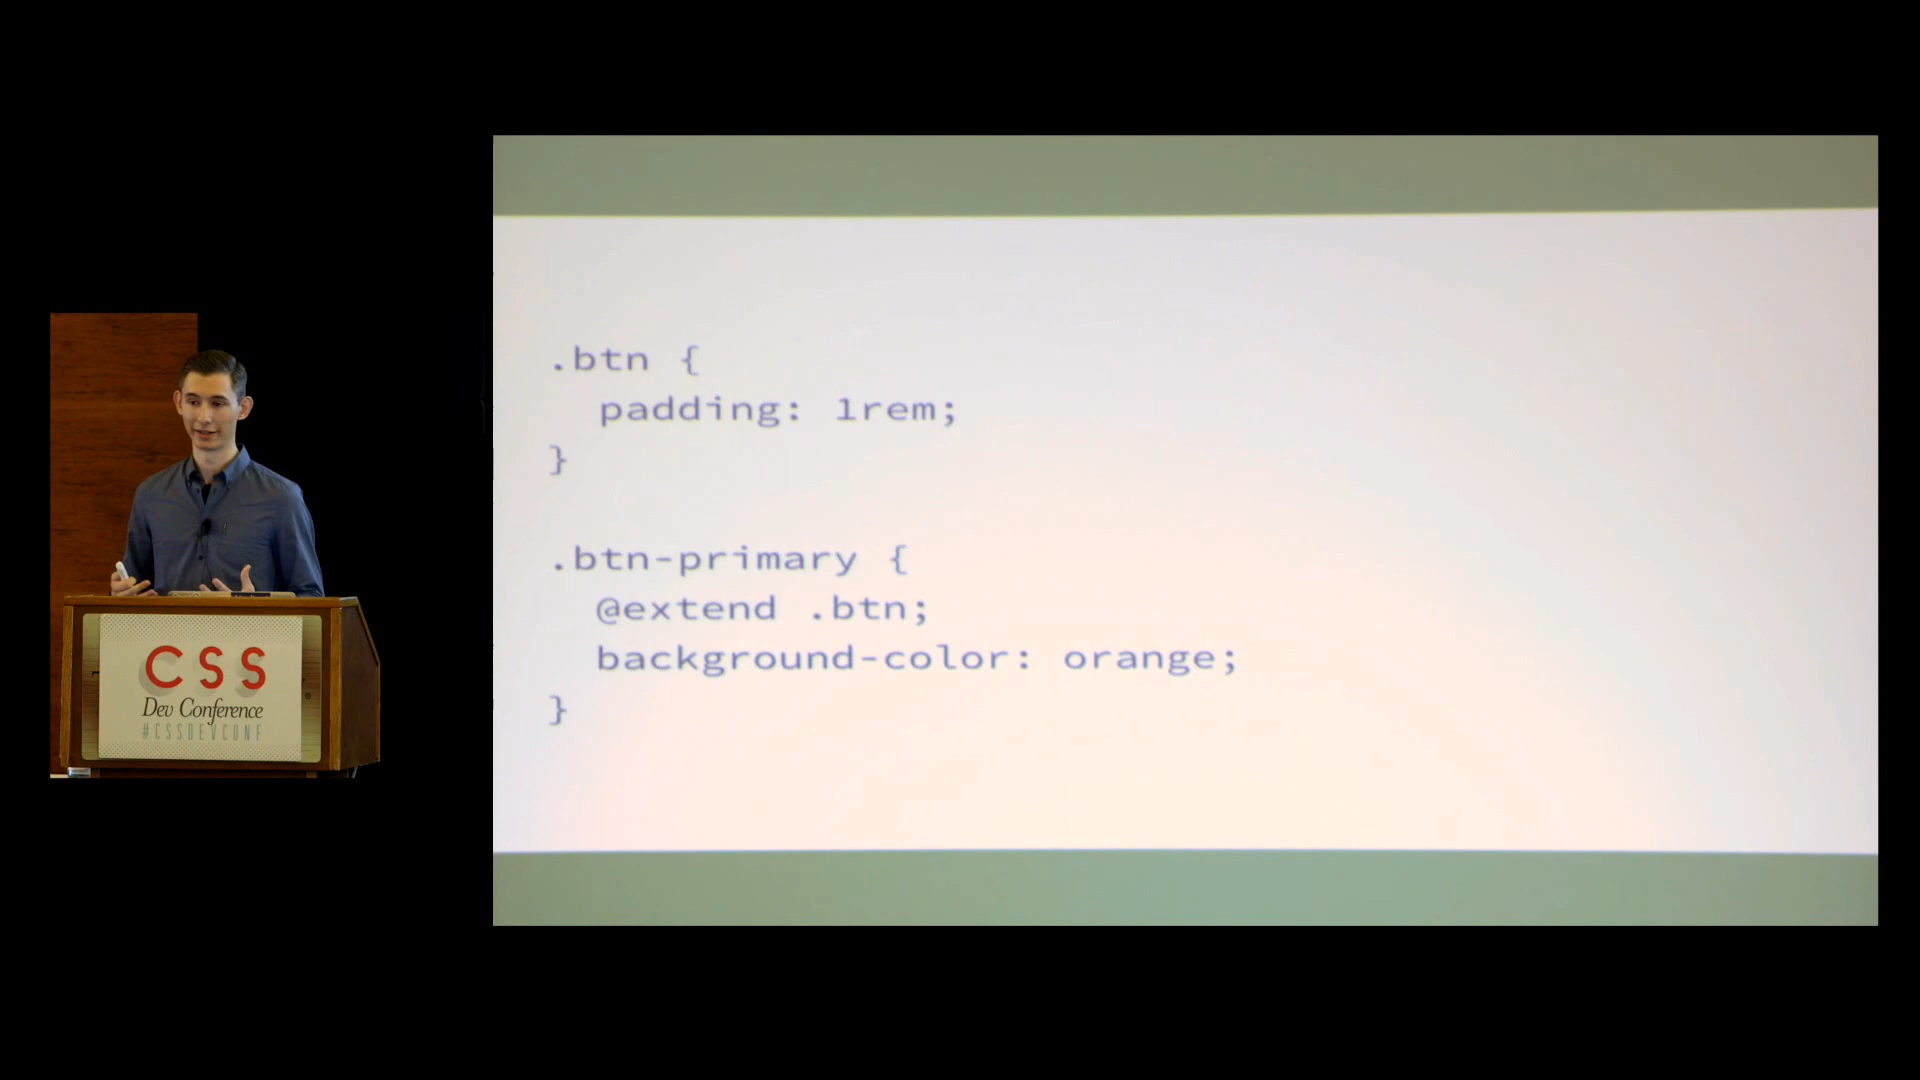 .btn {
padding: 1rem;
}
.btn-primary {
@extend .btn;
background-color: orange;
}
CSS
Dev Conference
#CSSDEVCONF